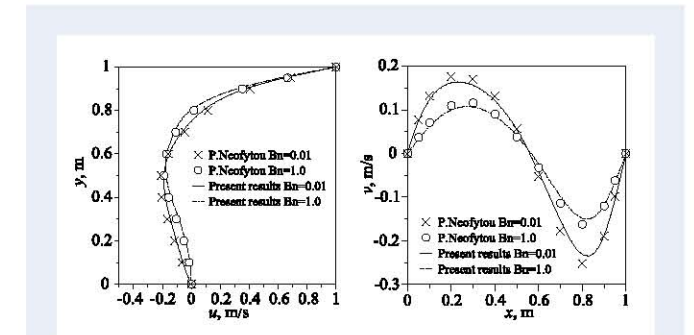 1
0.8
0.6
0.4
0.2
0
y, m
× P.Neofytou Bn=0.01
○ P.Neofytou Bn=1.0
Present results Bn=0.01
Present results Bn=1.0
-0.4 -0.2 0 0.2 0.4 0.6 0.8 1
u, m/s
0.2
0.1
0
-0.1
-0.2
-0.3
v, m/s
× P.Neofytou Bn=0.01
○ P.Neofytou Bn=1.0
Present results Bn=0.01
Present results Bn=1.0
0 0.2 0.4 0.6 0.8 1
x, m